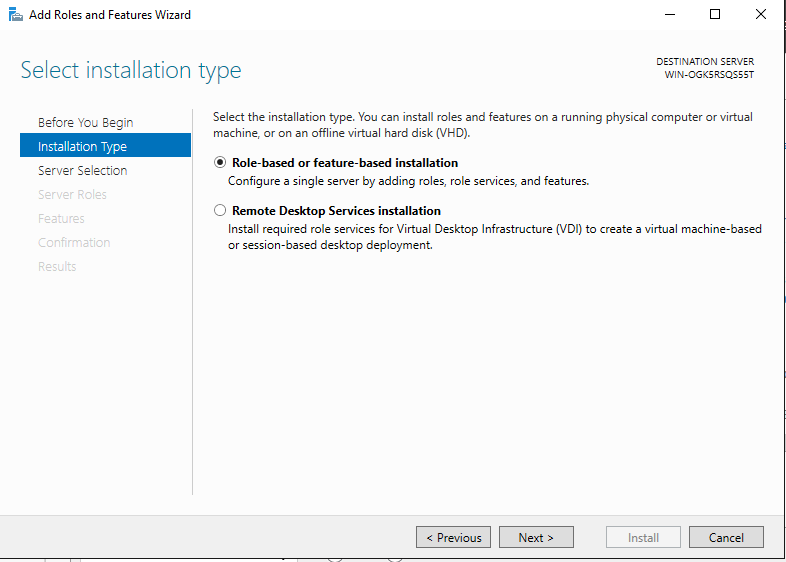 Add Roles and Features Wizard
Select installation type
DESTINATION SERVER
WIN-OGK5RSQS55T
Before You Begin
Installation Type
Server Selection
Server Roles
Features
Confirmation
Results
Select the installation type. You can install roles and features on a running physical computer or virtual
machine, or on an offline virtual hard disk (VHD).
Role-based or feature-based installation
Configure a single server by adding roles, role services, and features.
Remote Desktop Services installation
Install required role services for Virtual Desktop Infrastructure (VDI) to create a virtual machine-based
or session-based desktop deployment.
< Previous
Next >
Install
Cancel